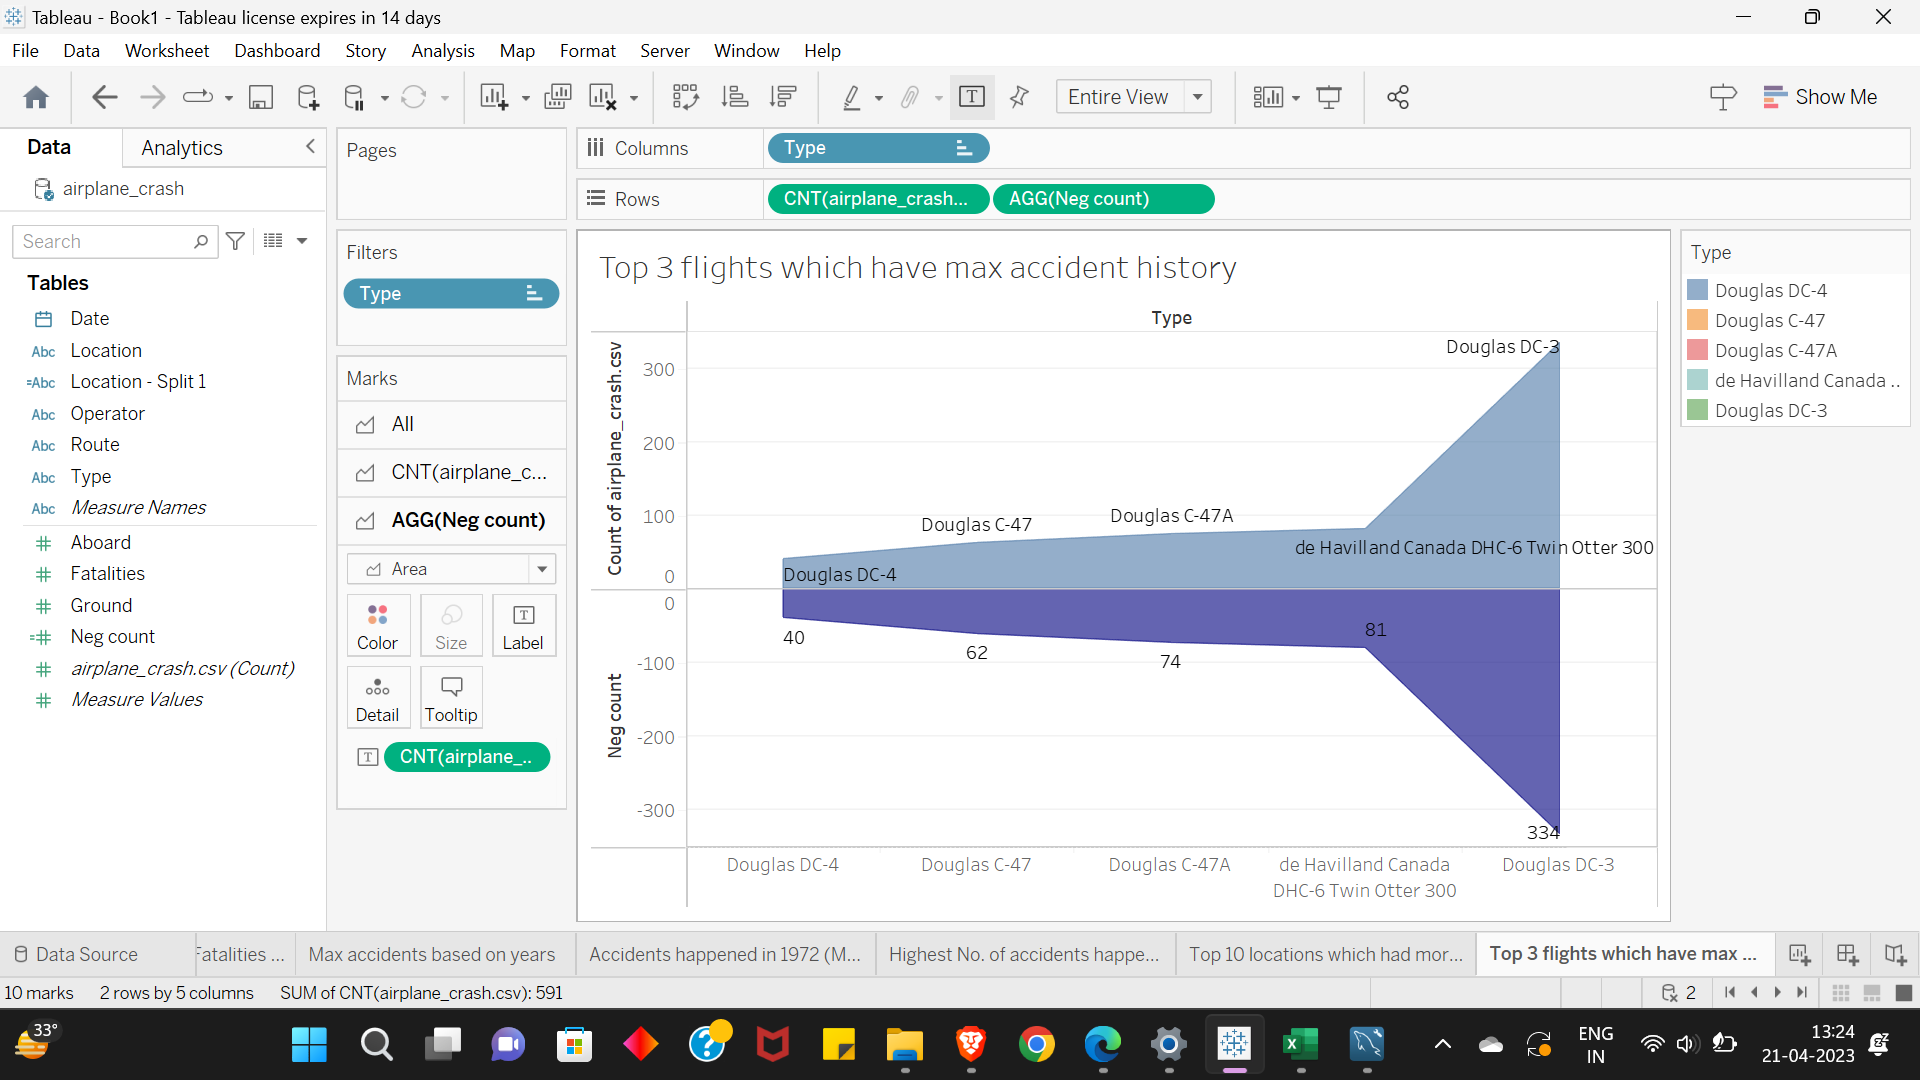 Tableau - Book1 - Tableau license expires in 14 days
File Data Worksheet Dashboard Story Analysis Map Format Server Window Help
Entire View
Show Me
Data Analytics
airplane_crash
Search
Tables
Date
Abc Location
=Abc Location - Split 1
Abc Operator
Abc Route
Abc Type
Abc Measure Names
# Aboard
# Fatalities
# Ground
=# Neg count
# airplane_crash.csv (Count)
# Measure Values
Pages
Filters
Type
Marks
All
CNT(airplane_c...
AGG(Neg count)
Area
Color Size Label
Detail Tooltip
CNT(airplane_..
Columns Type
Rows CNT(airplane_crash... AGG(Neg count)
Top 3 flights which have max accident history
Type
Count of airplane_crash.csv
300
200
100
0
Douglas DC-3
Douglas C-47
Douglas C-47A
de Havilland Canada DHC-6 Twin Otter 300
Douglas DC-4
Neg count
0
-100
-200
-300
40
62
74
81
334
Douglas DC-4
Douglas C-47
Douglas C-47A
de Havilland Canada
DHC-6 Twin Otter 300
Douglas DC-3
Type
Douglas DC-4
Douglas C-47
Douglas C-47A
de Havilland Canada ..
Douglas DC-3
Data Source Fatalities ... Max accidents based on years Accidents happened in 1972 (M... Highest No. of accidents happe... Top 10 locations which had mor... Top 3 flights which have max ...
10 marks 2 rows by 5 columns SUM of CNT(airplane_crash.csv): 591
2
33°
ENG
IN
13:24
21-04-2023